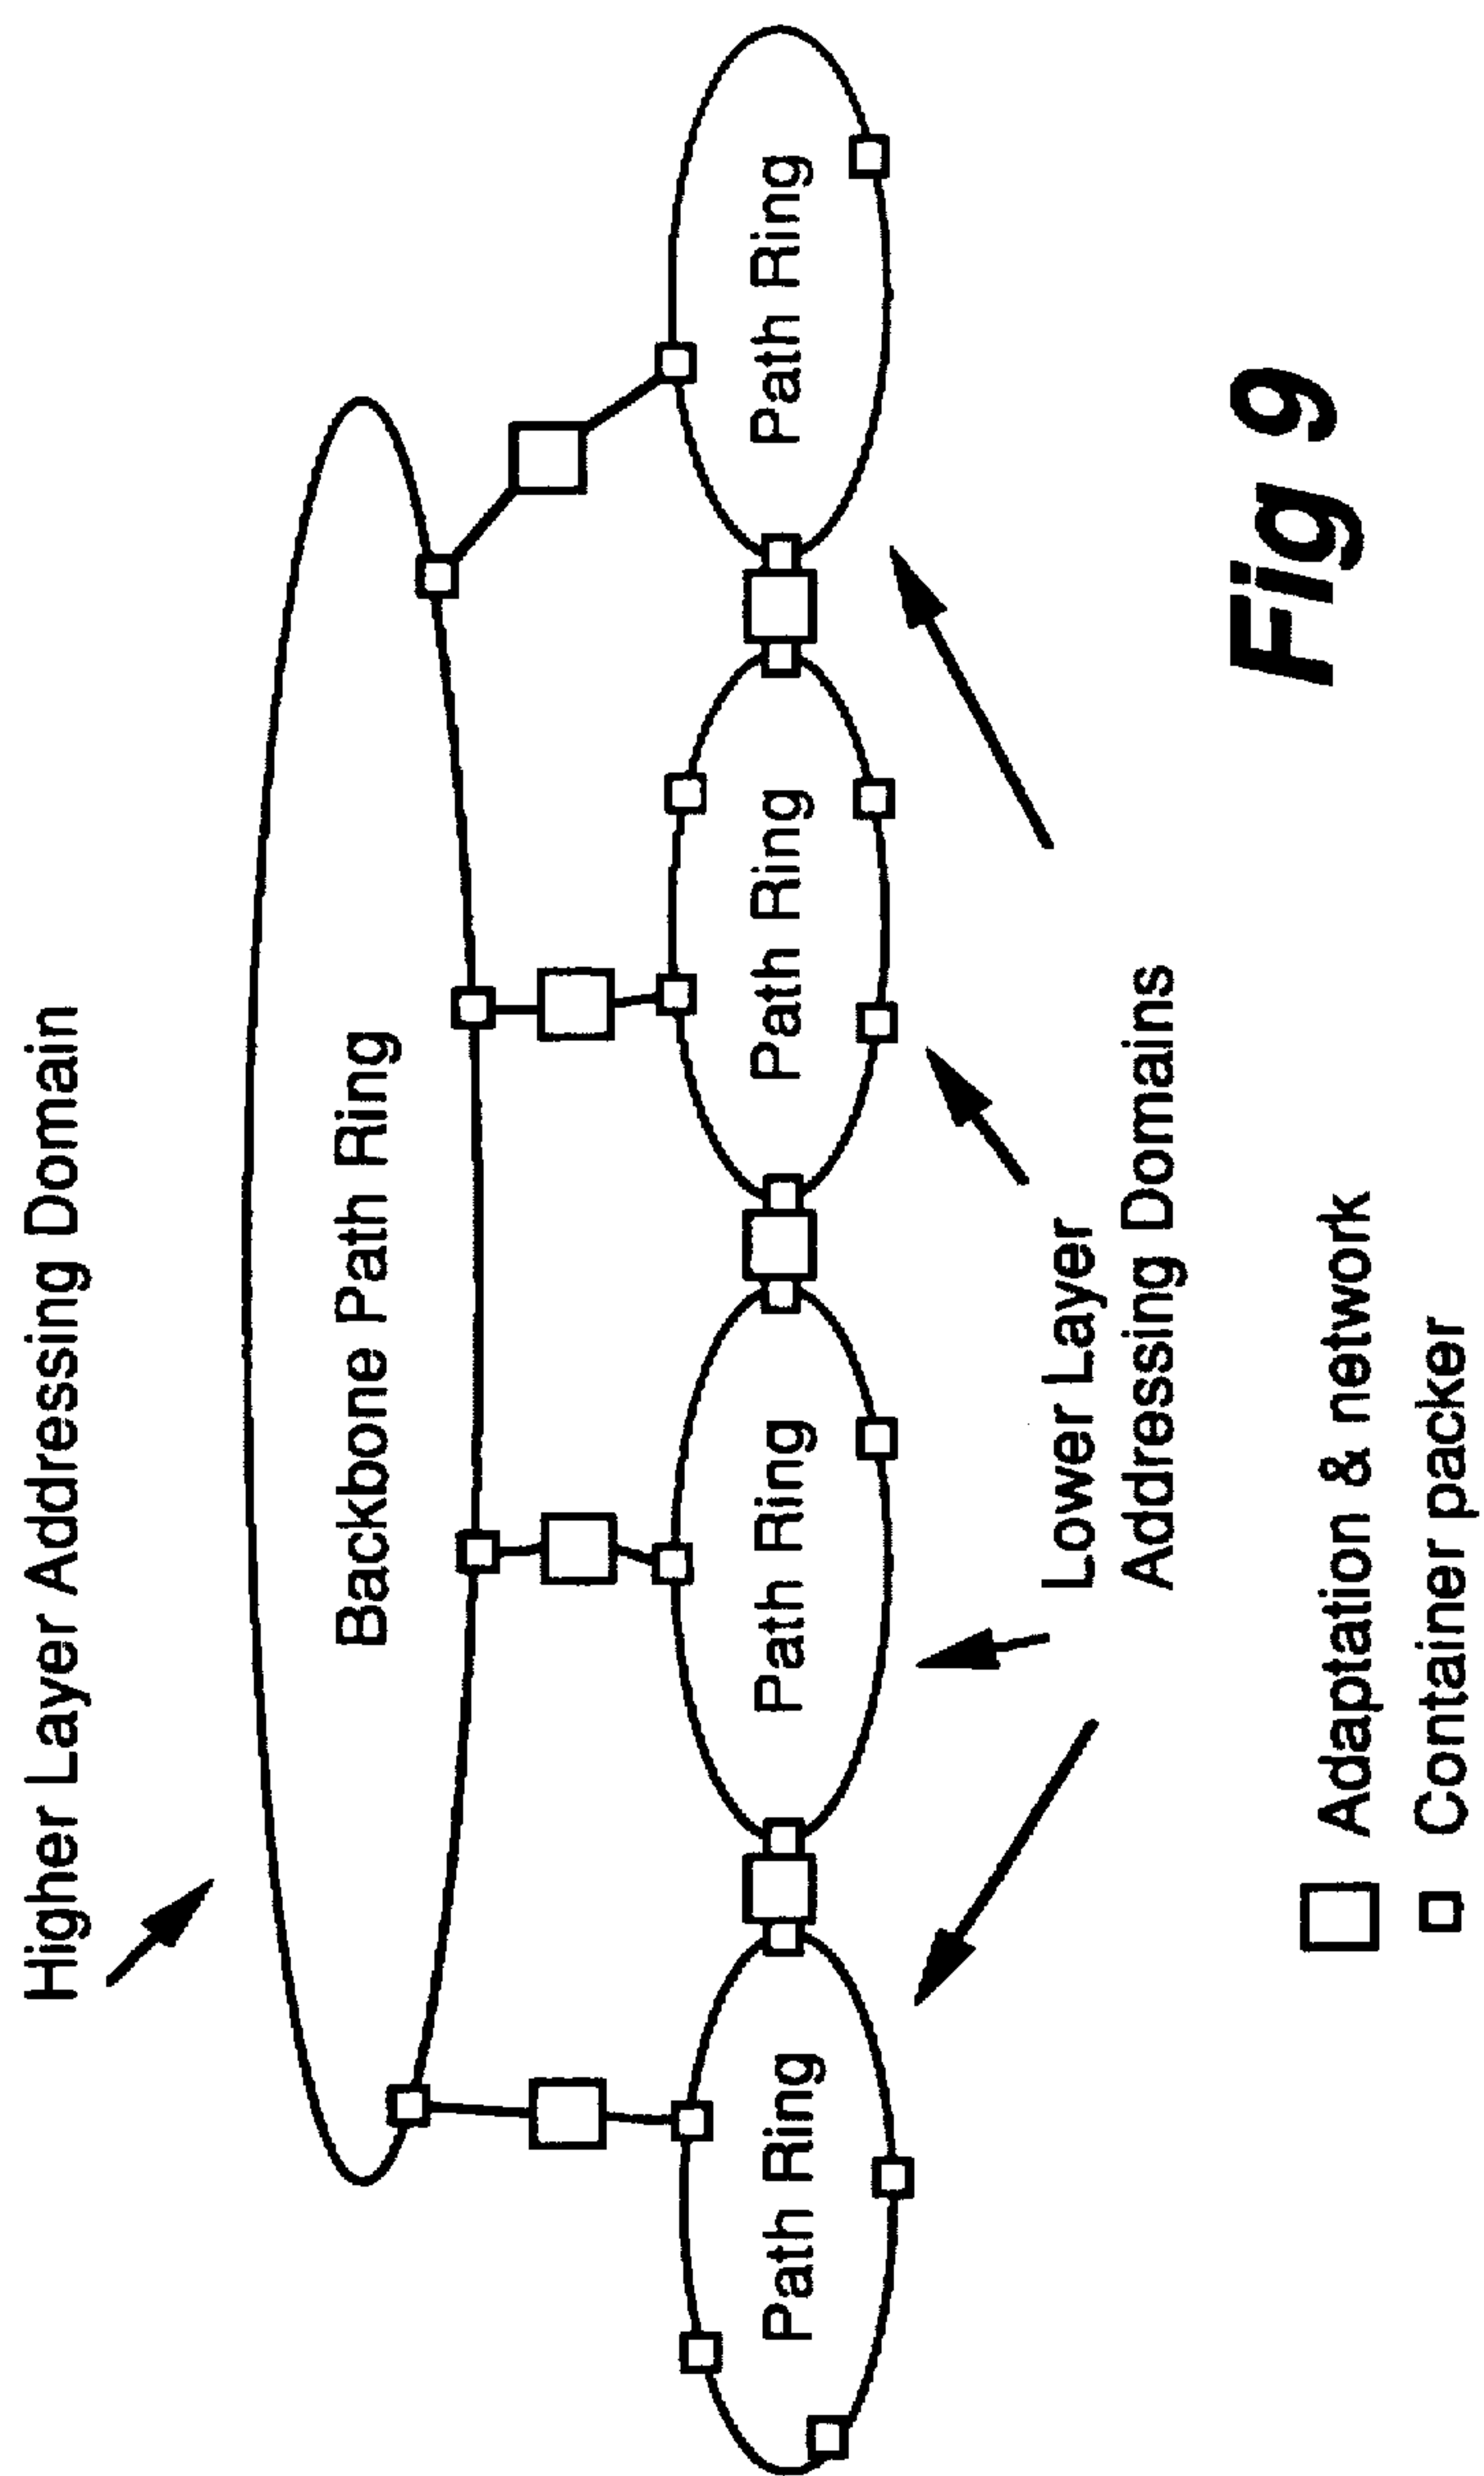 Higher Layer Addressing Domain
Backbone Path Ring
Path Ring
Path Ring
Path Ring
Path Ring
Lower Layer
Addressing Domains
Adaptation & network
Container packer
Fig 9